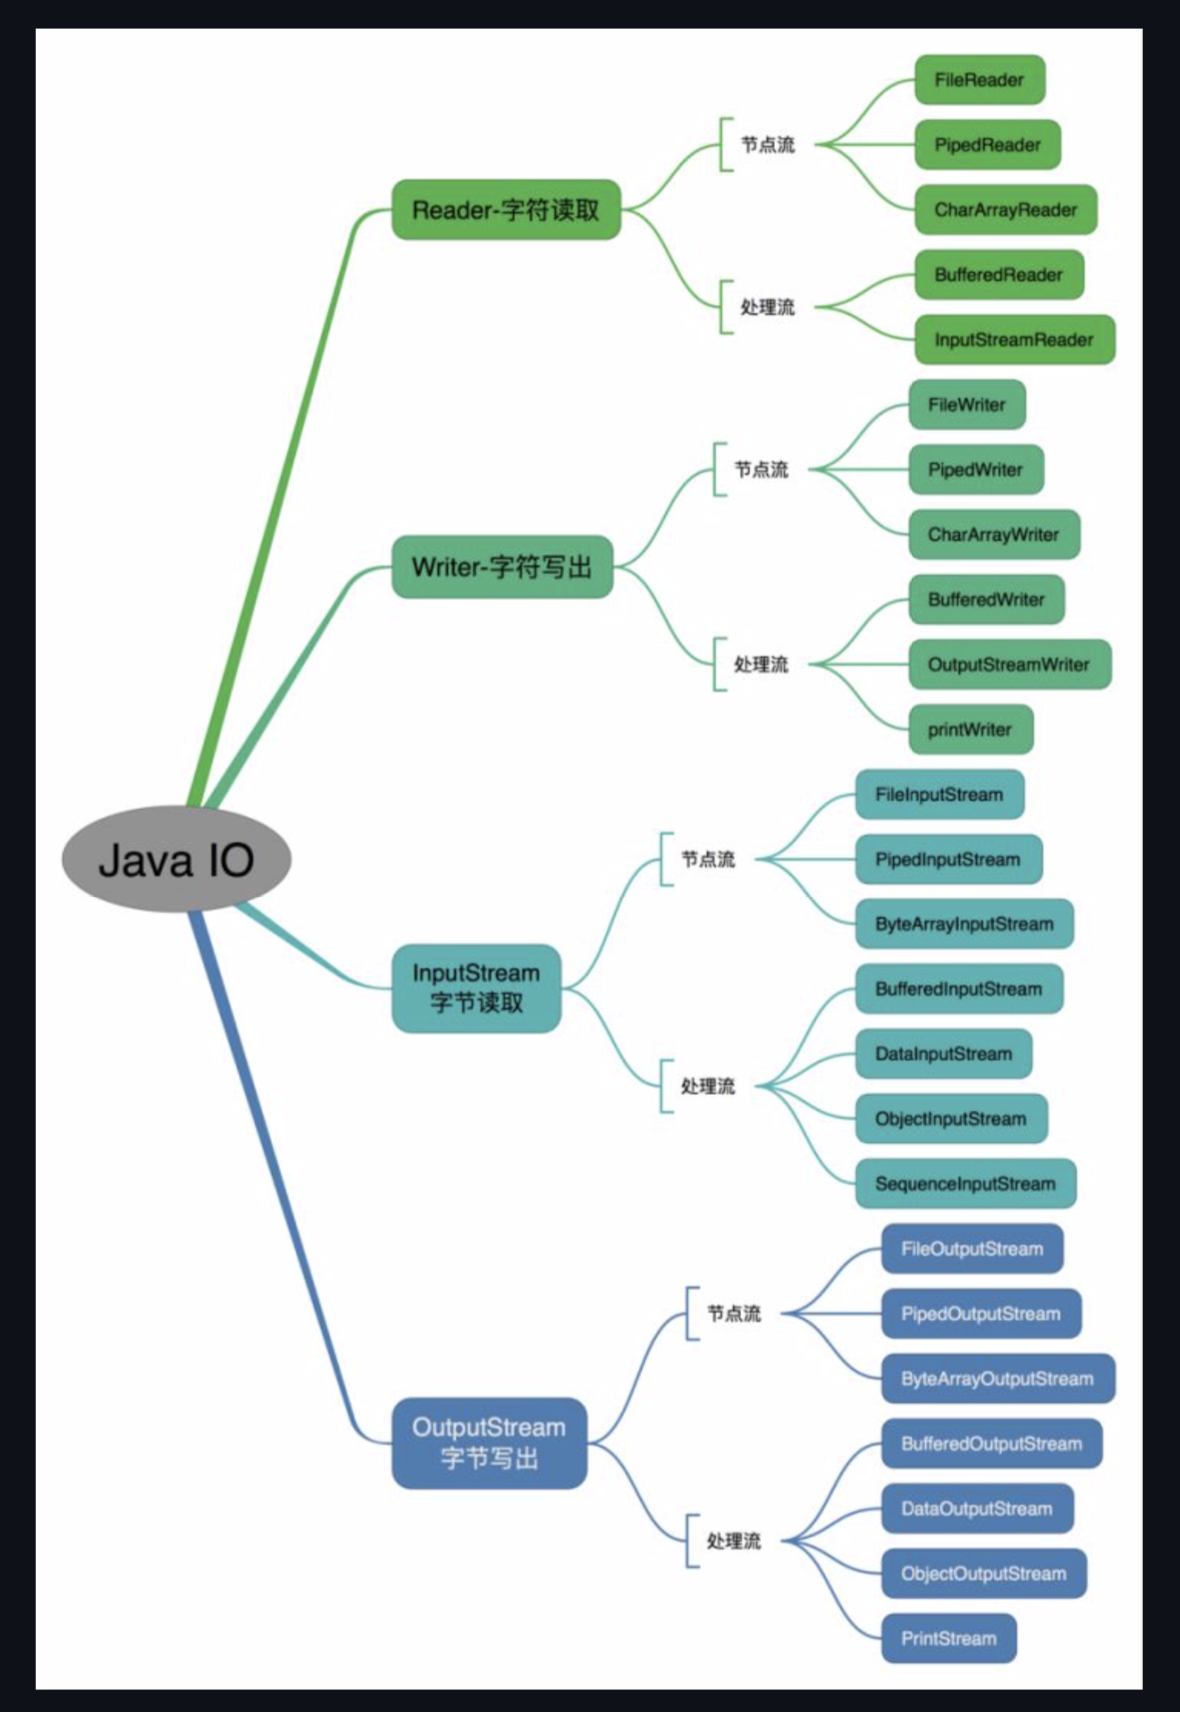 Java IO
Reader-字符读取
节点流
FileReader
PipedReader
CharArrayReader
处理流
BufferedReader
InputStreamReader
Writer-字符写出
节点流
FileWriter
PipedWriter
CharArrayWriter
处理流
BufferedWriter
OutputStreamWriter
printWriter
InputStream
字节读取
节点流
FileInputStream
PipedInputStream
ByteArrayInputStream
处理流
BufferedInputStream
DataInputStream
ObjectInputStream
SequenceInputStream
OutputStream
字节写出
节点流
FileOutputStream
PipedOutputStream
ByteArrayOutputStream
处理流
BufferedOutputStream
DataOutputStream
ObjectOutputStream
PrintStream